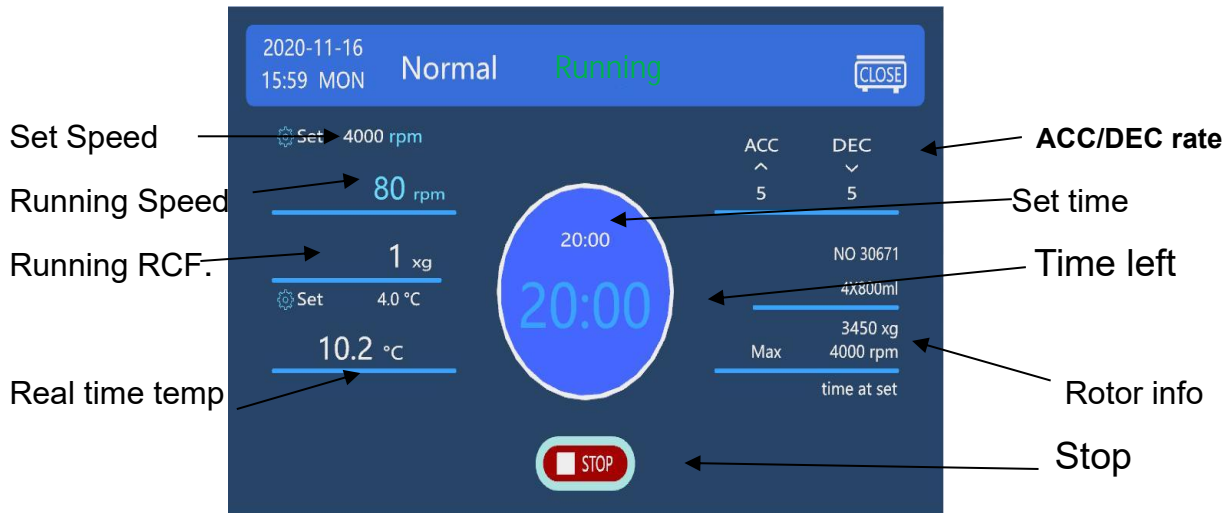 2020-11-16
15:59 MON
Normal
Running
CLOSE
Set Speed
Set 4000 rpm
ACC DEC
5 5
ACC/DEC rate
Running Speed
80 rpm
Set time
20:00
Running RCF.
1 xg
NO 30671
Time left
Set 4.0 °C
20:00
4X800ml
3450 xg
Max 4000 rpm
10.2 °C
Real time temp
time at set
Rotor info
STOP
Stop